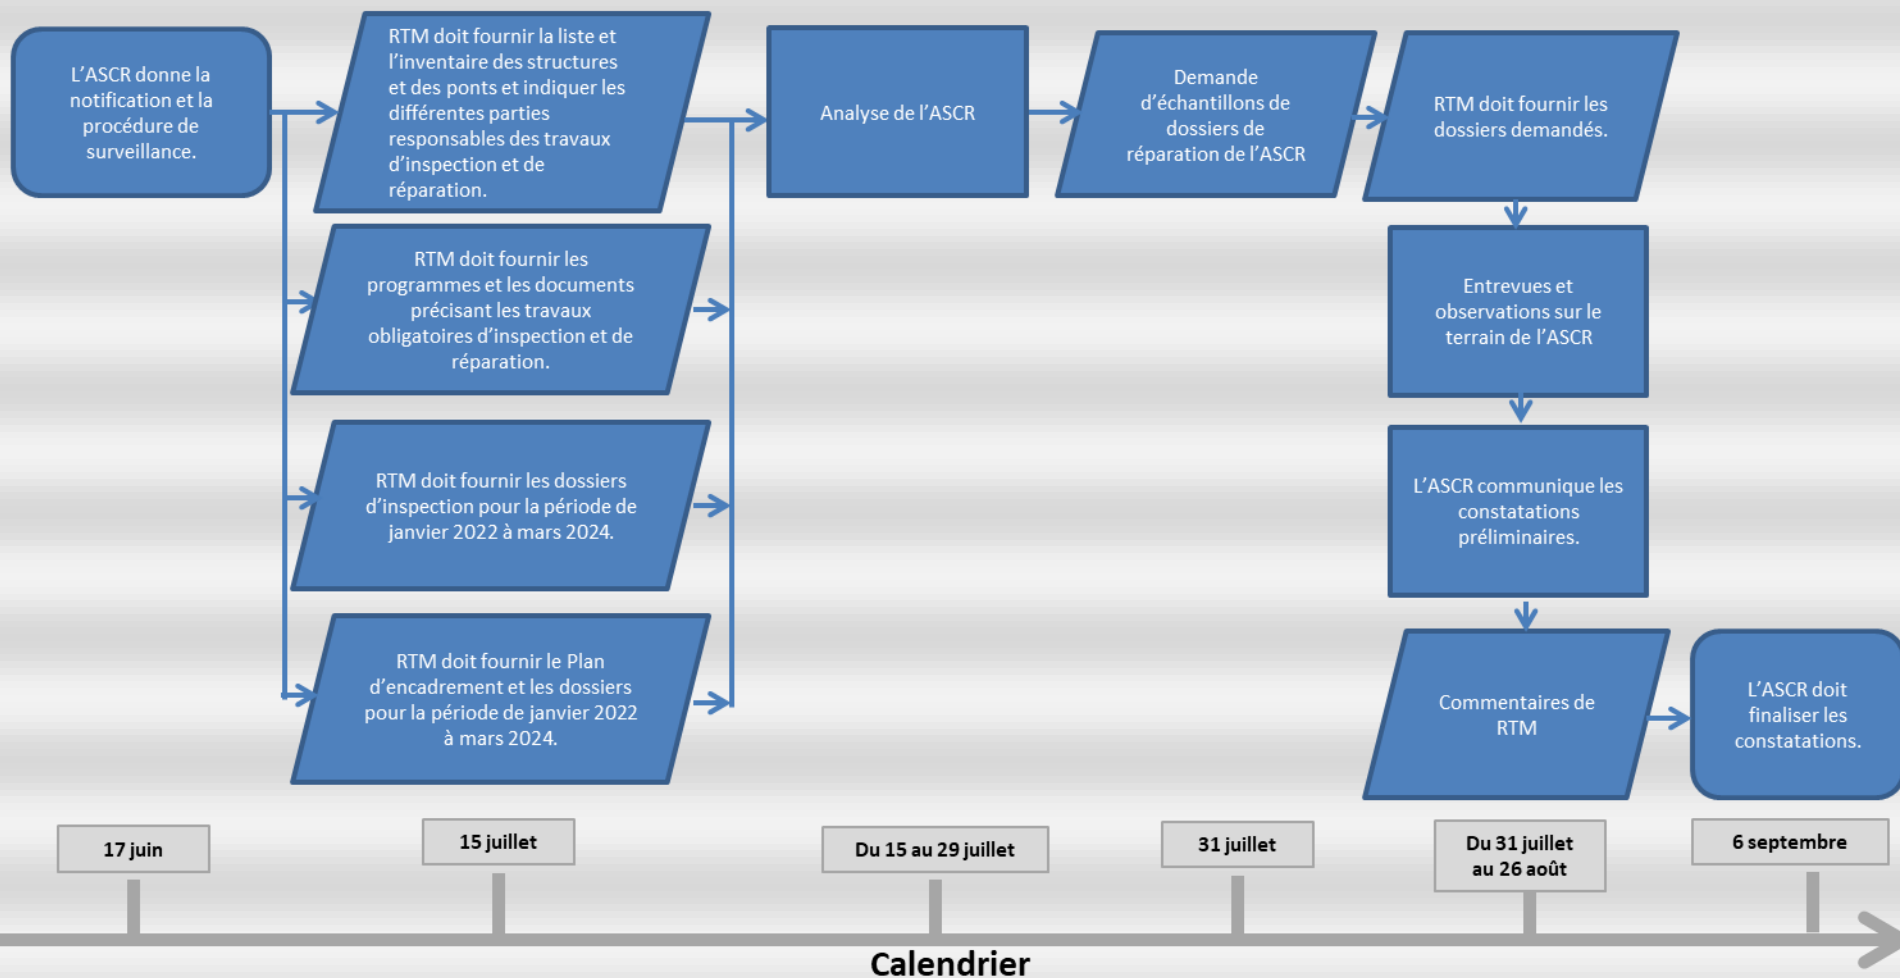 L'ASCR donne la
notification et la
procédure de
surveillance.
RTM doit fournir la liste et
l'inventaire des structures
et des ponts et indiquer les
différentes parties
responsables des travaux
d'inspection et de
réparation.
RTM doit fournir les
programmes et les documents
précisant les travaux
obligatoires d'inspection et de
réparation.
RTM doit fournir les dossiers
d'inspection pour la période de
janvier 2022 à mars 2024.
RTM doit fournir le Plan
d'encadrement et les dossiers
pour la période de janvier 2022
à mars 2024.
Analyse de l'ASCR
Demande
d'échantillons de
dossiers de
réparation de l'ASCR
RTM doit fournir les
dossiers demandés.
Entrevues et
observations sur le
terrain de l'ASCR
L'ASCR communique les
constatations
préliminaires.
Commentaires de
RTM
L'ASCR doit
finaliser les
constatations.
17 juin
15 juillet
Du 15 au 29 juillet
31 juillet
Du 31 juillet
au 26 août
6 septembre
Calendrier